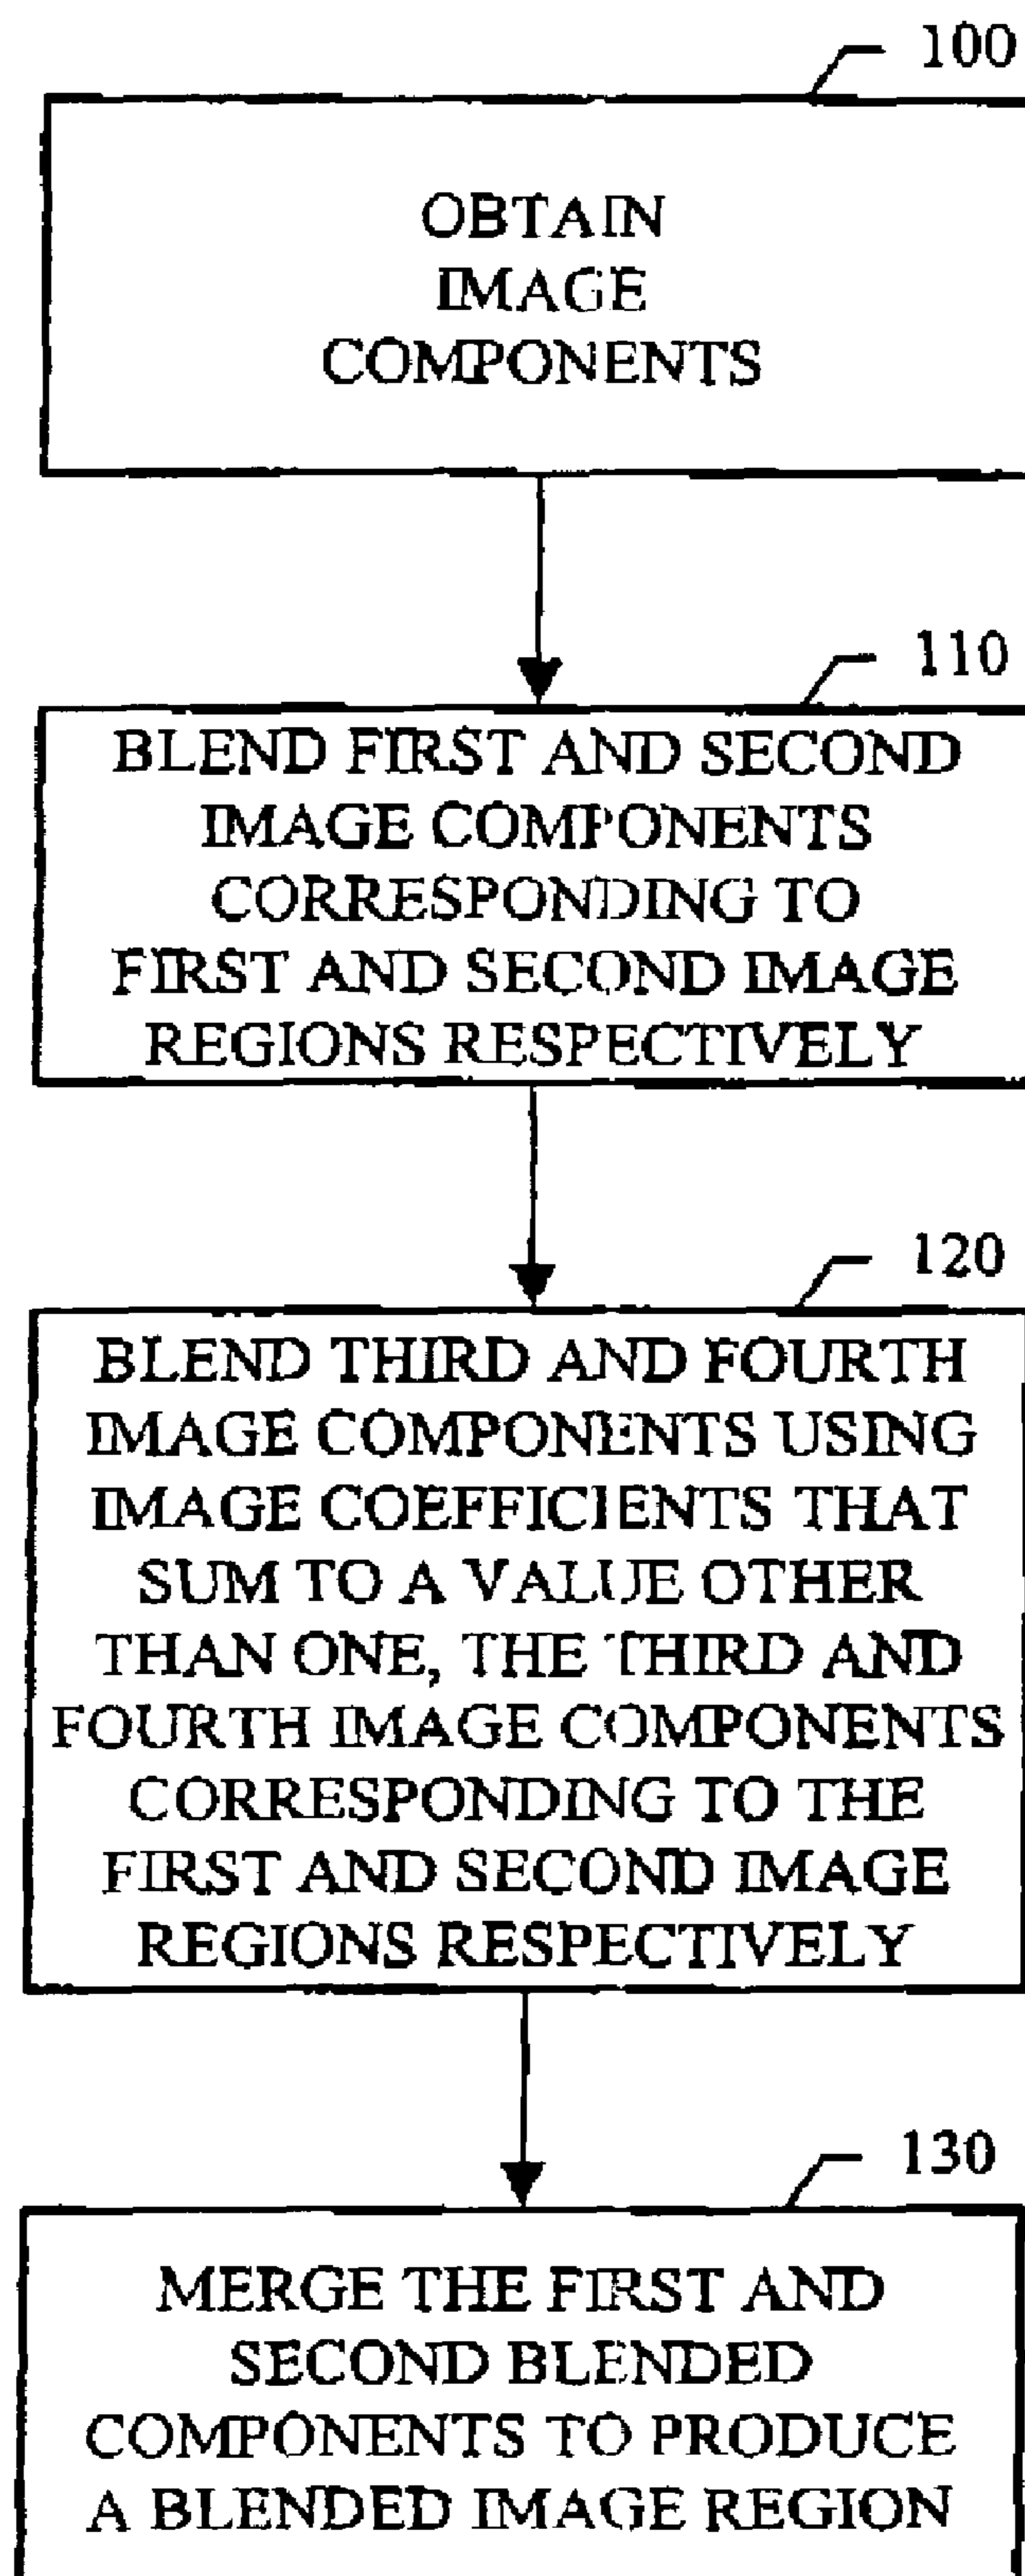 100
OBTAIN
IMAGE
COMPONENTS
110
BLEND FIRST AND SECOND
IMAGE COMPONENTS
CORRESPONDING TO
FIRST AND SECOND IMAGE
REGIONS RESPECTIVELY
120
BLEND THIRD AND FOURTH
IMAGE COMPONENTS USING
IMAGE COEFFICIENTS THAT
SUM TO A VALUE OTHER
THAN ONE, THE THIRD AND
FOURTH IMAGE COMPONENTS
CORRESPONDING TO THE
FIRST AND SECOND IMAGE
REGIONS RESPECTIVELY
130
MERGE THE FIRST AND
SECOND BLENDED
COMPONENTS TO PRODUCE
A BLENDED IMAGE REGION